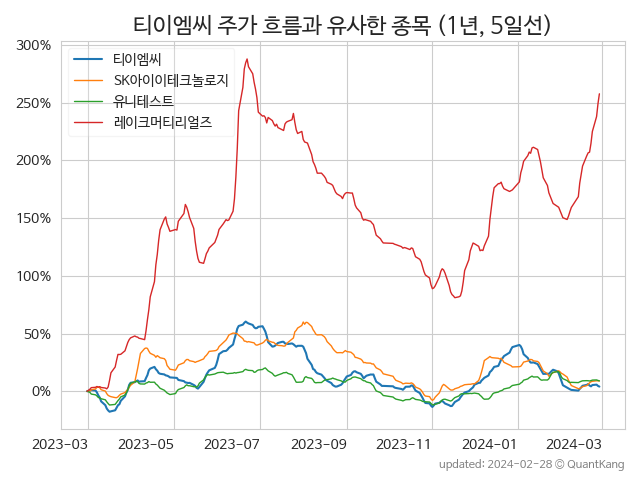 티이엠씨 주가 흐름과 유사한 종목 (1년, 5일선)
300%
250%
200%
150%
100%
50%
0%
티이엠씨
SK아이이테크놀로지
유니테스트
레이크머티리얼즈
2023-03 2023-05 2023-07 2023-09 2023-11 2024-01 2024-03
updated: 2024-02-28 ⓒ QuantKang